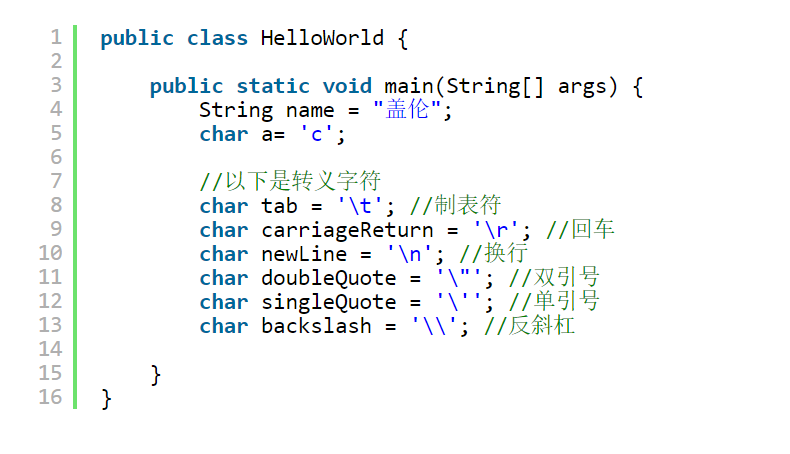 1 public class HelloWorld {
2
3     public static void main(String[] args) {
4         String name = "盖伦";
5         char a= 'c';
6
7         //以下是转义字符
8         char tab = '\t'; //制表符
9         char carriageReturn = '\r'; //回车
10         char newLine = '\n'; //换行
11         char doubleQuote = '\"'; //双引号
12         char singleQuote = '\''; //单引号
13         char backslash = '\\'; //反斜杠
14
15     }
16 }